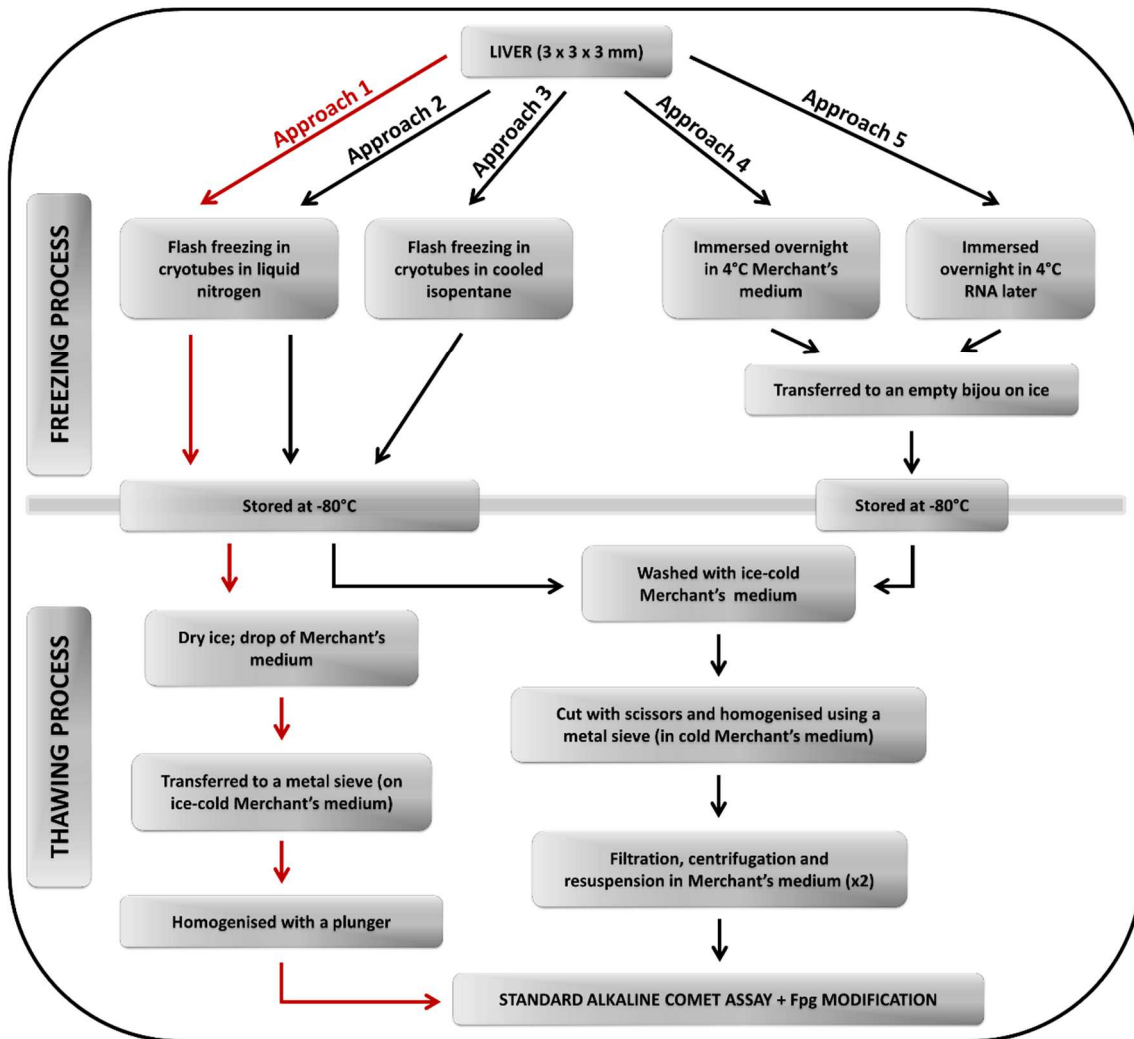 LIVER (3 x 3 x 3 mm)
Approach 1
Approach 2
Approach 3
Approach 4
Approach 5
FREEZING PROCESS
Flash freezing in
cryotubes in liquid
nitrogen
Flash freezing in
cryotubes in cooled
isopentane
Immersed overnight
in 4°C Merchant’s
medium
Immersed
overnight in 4°C
RNA later
Transferred to an empty bijou on ice
Stored at -80°C
Stored at -80°C
THAWING PROCESS
Washed with ice-cold
Merchant’s medium
Dry ice; drop of Merchant’s
medium
Cut with scissors and homogenised using a
metal sieve (in cold Merchant’s medium)
Transferred to a metal sieve (on
ice-cold Merchant’s medium)
Filtration, centrifugation and
resuspension in Merchant’s medium (x2)
Homogenised with a plunger
STANDARD ALKALINE COMET ASSAY + Fpg MODIFICATION